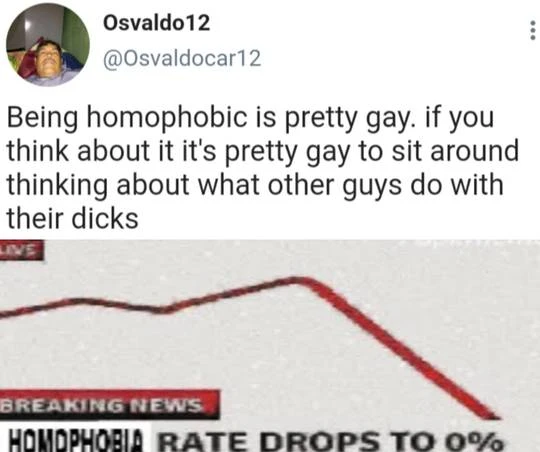 Osvaldo12
@Osvaldocar12
Being homophobic is pretty gay. if you
think about it it's pretty gay to sit around
thinking about what other guys do with
their dicks
LIVE
BREAKING NEWS
HOMOPHOBIA RATE DROPS TO 0%